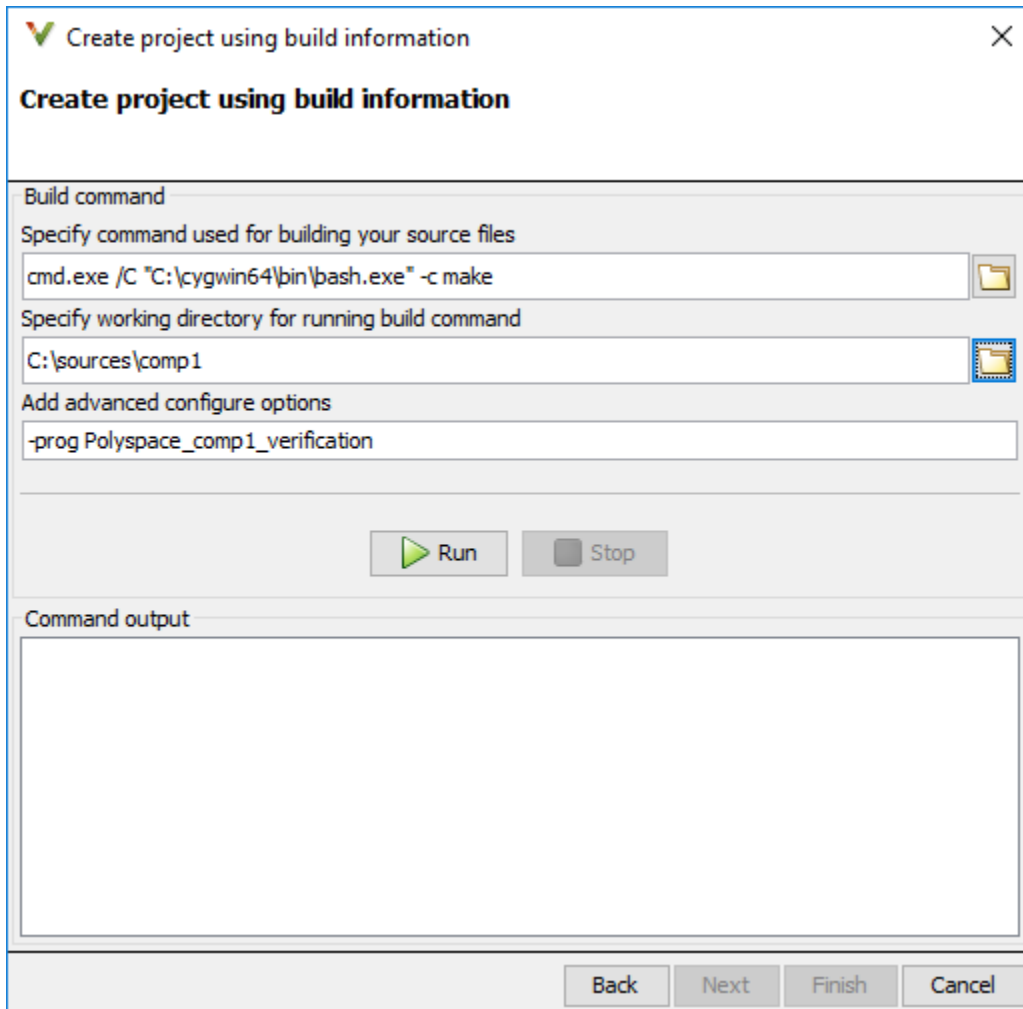 Create project using build information
Create project using build information
Build command
Specify command used for building your source files
cmd.exe /C "C:\cygwin64\bin\bash.exe" -c make
Specify working directory for running build command
C:\sources\comp1
Add advanced configure options
-prog Polyspace_comp1_verification
Run Stop
Command output
Back Next Finish Cancel